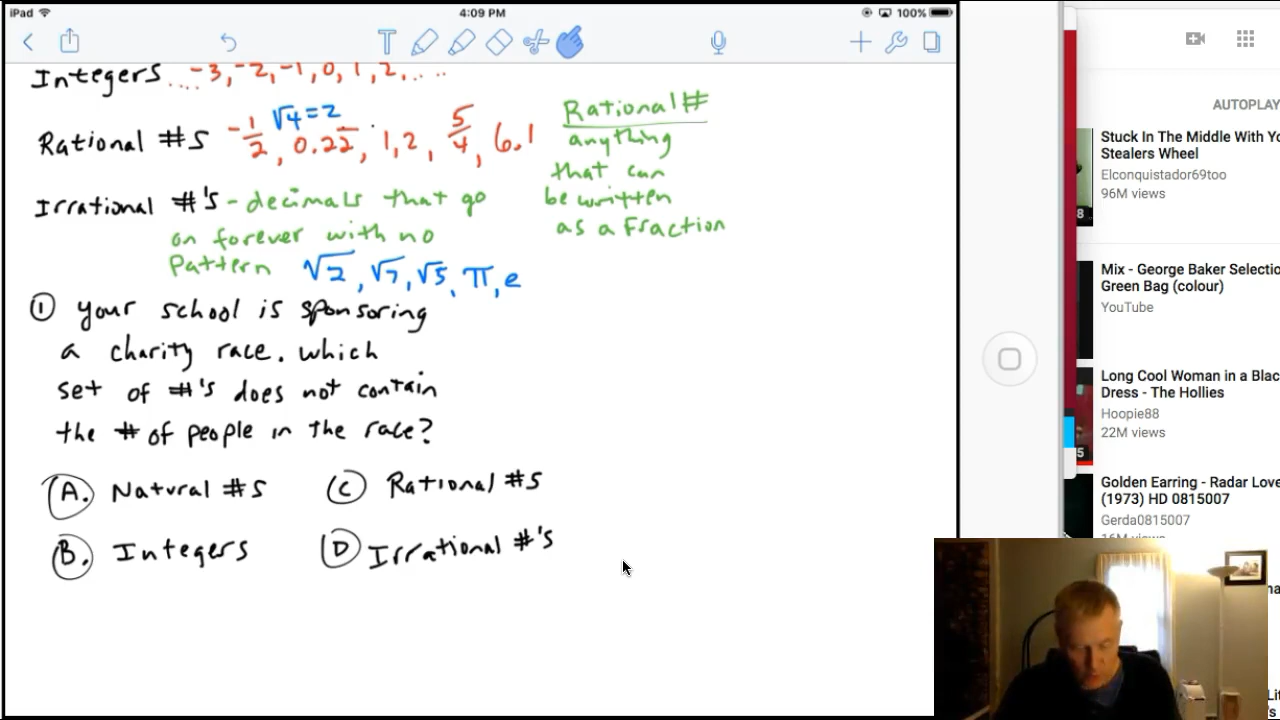 iPad
4:09 PM
100%
T
Integers ....-3, -2, -1, 0, 1, 2, ....
Rational #s -1/2, 0.22, 1, 2, 5/4, 6.1
√4 = 2
Rational #
anything
that can
be written
as a fraction
Irrational #'s - decimals that go
on forever with no
pattern √2, √7, √5, π, e
① your school is sponsoring
a charity race. which
set of #'s does not contain
the # of people in the race?
A. Natural #s
C Rational #s
B. Integers
D Irrational #'s
AUTOPLAY
Stuck In The Middle With Yo
Stealers Wheel
Elconquistador69too
96M views
8
Mix - George Baker Selectio
Green Bag (colour)
YouTube
Long Cool Woman in a Blac
Dress - The Hollies
Hoopie88
22M views
5
Golden Earring - Radar Love
(1973) HD 0815007
Gerda0815007